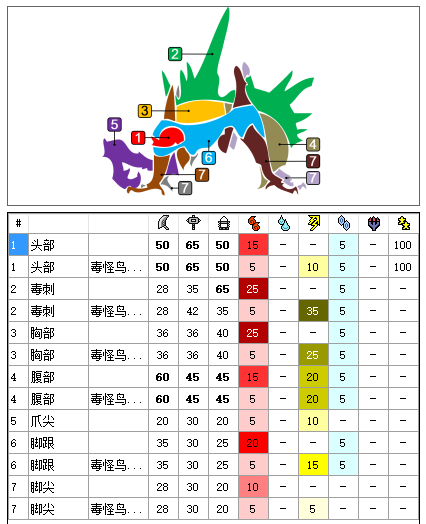 2
3
5
1
6
4
7
7
7
7
#
1 头部 50 65 50 15 – – 5 – 100
1 头部 毒怪鸟... 50 65 50 5 – 10 5 – 100
2 毒刺 28 35 65 25 – – 5 – –
2 毒刺 毒怪鸟... 28 42 35 5 – 35 5 – –
3 胸部 36 36 40 25 – – 5 – –
3 胸部 毒怪鸟... 36 36 40 5 – 25 5 – –
4 腹部 60 45 45 15 – 20 5 – –
4 腹部 毒怪鸟... 60 45 45 5 – 20 5 – –
5 爪尖 20 30 20 5 – 10 – – –
6 脚跟 35 30 25 20 – – 5 – –
6 脚跟 毒怪鸟... 35 30 25 5 – 15 5 – –
7 脚尖 28 30 20 10 – – – – –
7 脚尖 毒怪鸟... 28 30 20 5 – 5 – – –